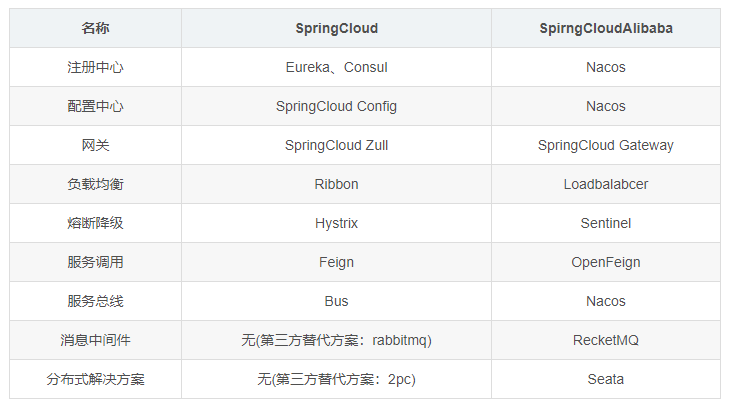 名称 SpringCloud SpirngCloudAlibaba
注册中心 Eureka、Consul Nacos
配置中心 SpringCloud Config Nacos
网关 SpringCloud Zull SpringCloud Gateway
负载均衡 Ribbon Loadbalabcer
熔断降级 Hystrix Sentinel
服务调用 Feign OpenFeign
服务总线 Bus Nacos
消息中间件 无(第三方替代方案：rabbitmq) RecketMQ
分布式解决方案 无(第三方替代方案：2pc) Seata